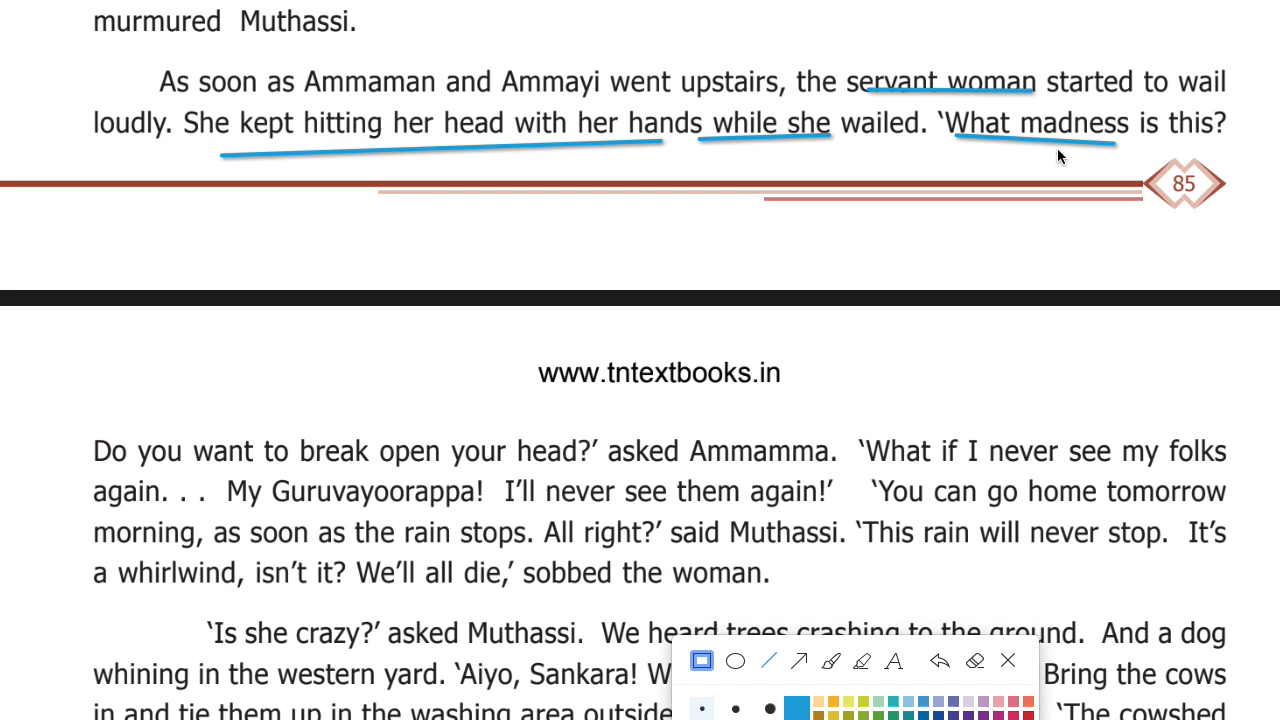 murmured Muthassi.
As soon as Ammaman and Ammayi went upstairs, the servant woman started to wail
loudly. She kept hitting her head with her hands while she wailed. ‘What madness is this?
85
www.tntextbooks.in
Do you want to break open your head?’ asked Ammamma. ‘What if I never see my folks
again. . . My Guruvayoorappa! I’ll never see them again!’ ‘You can go home tomorrow
morning, as soon as the rain stops. All right?’ said Muthassi. ‘This rain will never stop. It’s
a whirlwind, isn’t it? We’ll all die,’ sobbed the woman.
‘Is she crazy?’ asked Muthassi. We heard trees crashing to the ground. And a dog
whining in the western yard. ‘Aiyo, Sankara! Bring the cows
in and tie them up in the washing area outside ‘The cowshed